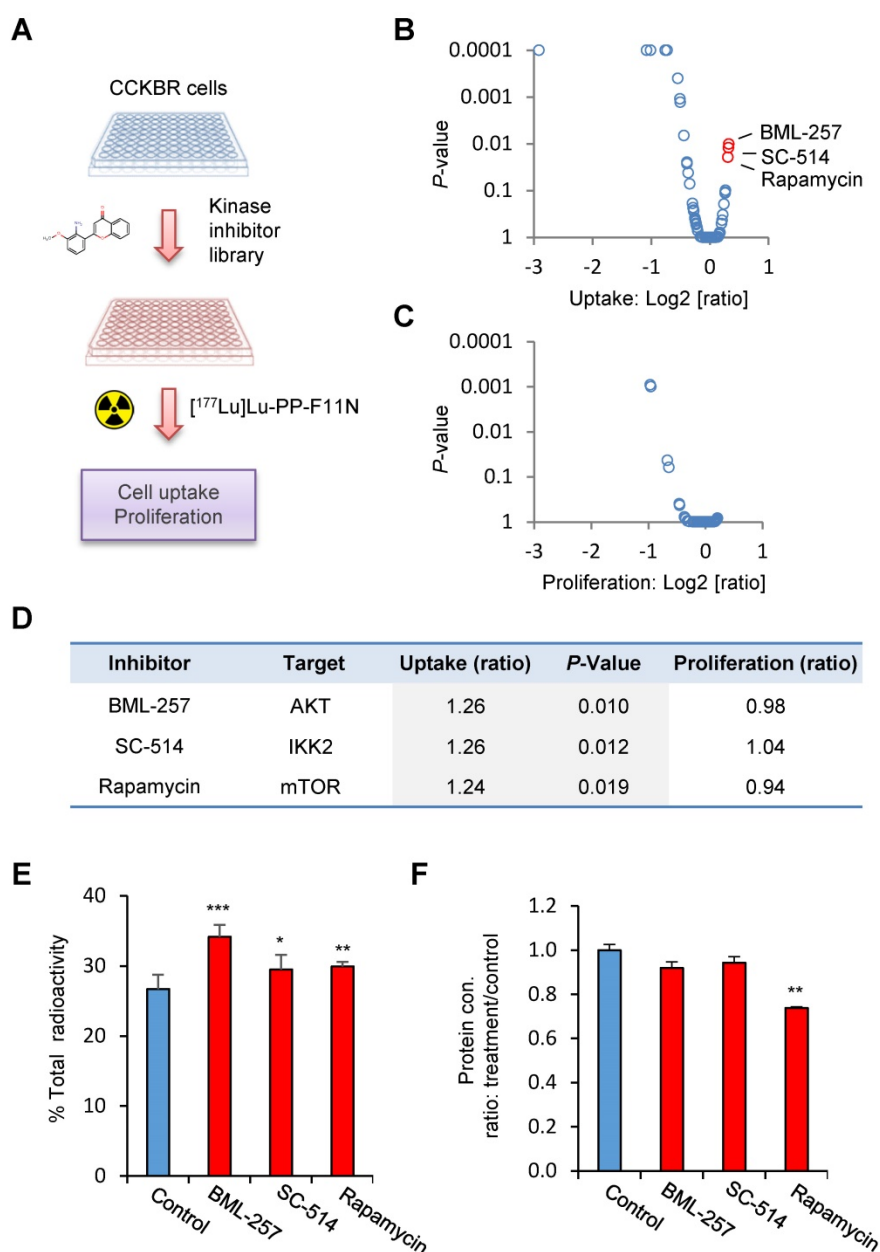 A
CCKBR cells
Kinase
inhibitor
library
[¹⁷⁷Lu]Lu-PP-F11N
Cell uptake
Proliferation
B
P-value
0.0001
0.001
0.01
0.1
1
BML-257
SC-514
Rapamycin
-3 -2 -1 0 1
Uptake: Log2 [ratio]
C
P-value
0.0001
0.001
0.01
0.1
1
-3 -2 -1 0 1
Proliferation: Log2 [ratio]
D
Inhibitor Target Uptake (ratio) P-Value Proliferation (ratio)
BML-257 AKT 1.26 0.010 0.98
SC-514 IKK2 1.26 0.012 1.04
Rapamycin mTOR 1.24 0.019 0.94
E
% Total radioactivity
40
30
20
10
0
***
*
**
Control BML-257 SC-514 Rapamycin
F
Protein con.
ratio: treatment/control
1.2
1.0
0.8
0.6
0.4
0.2
0.0
**
Control BML-257 SC-514 Rapamycin